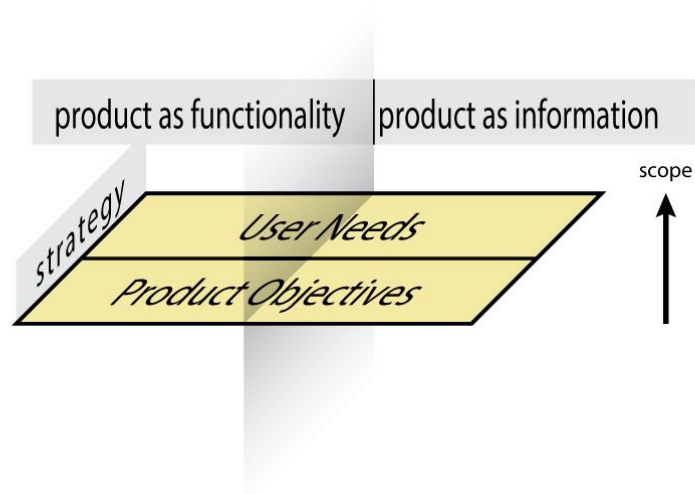 product as functionality
product as information
scope
strategy
User Needs
Product Objectives